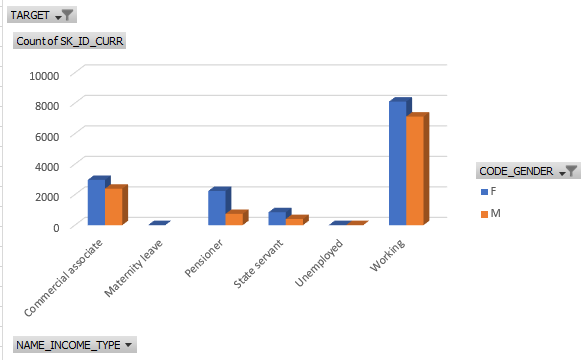 TARGET
Count of SK_ID_CURR
10000
8000
6000
4000
2000
0
Commercial associate
Maternity leave
Pensioner
State servant
Unemployed
Working
CODE_GENDER
F
M
NAME_INCOME_TYPE